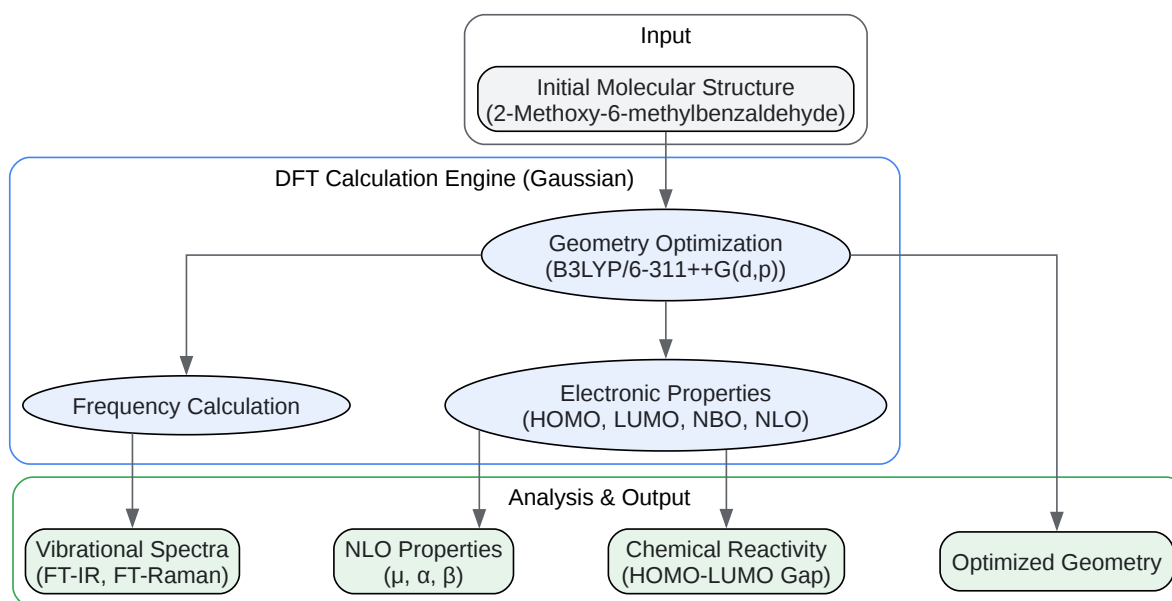 Input
Initial Molecular Structure
(2-Methoxy-6-methylbenzaldehyde)
DFT Calculation Engine (Gaussian)
Geometry Optimization
(B3LYP/6-311++G(d,p))
Frequency Calculation
Electronic Properties
(HOMO, LUMO, NBO, NLO)
Analysis & Output
Vibrational Spectra
(FT-IR, FT-Raman)
NLO Properties
(μ, α, β)
Chemical Reactivity
(HOMO-LUMO Gap)
Optimized Geometry